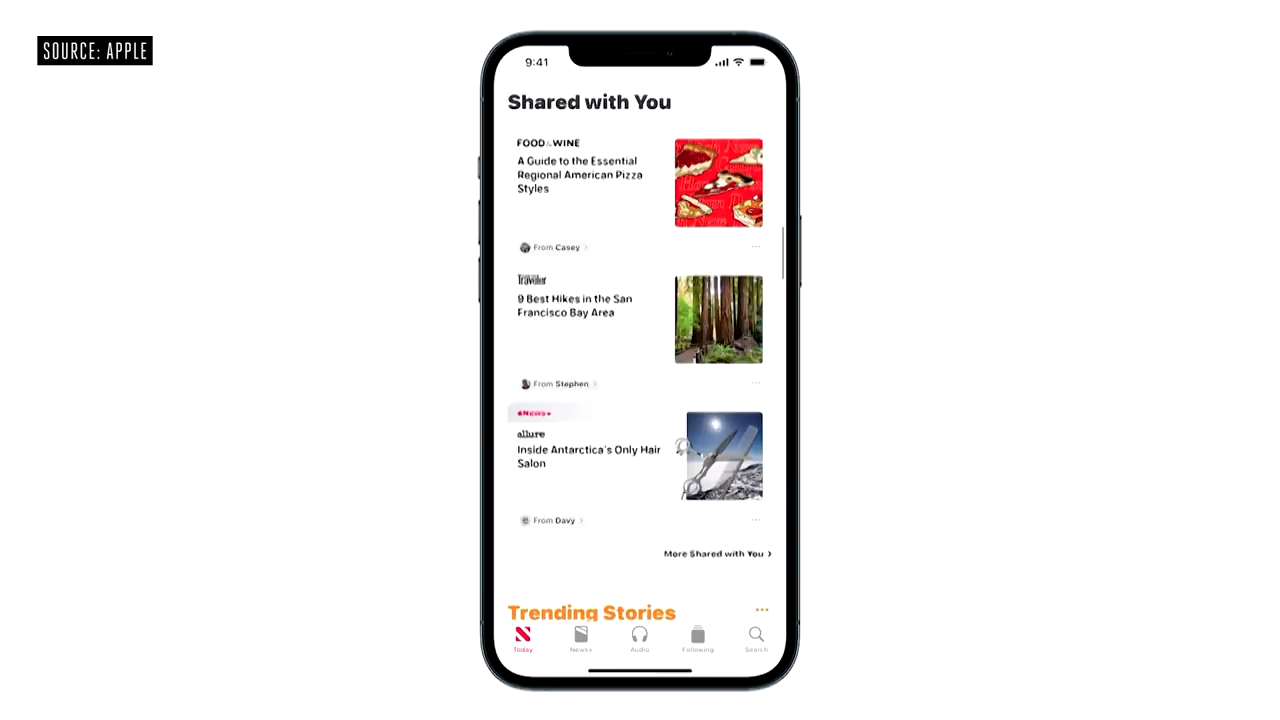 SOURCE: APPLE
9:41
Shared with You
FOOD&WINE
A Guide to the Essential
Regional American Pizza
Styles
From Casey
Traveler
9 Best Hikes in the San
Francisco Bay Area
From Stephen
News+
allure
Inside Antarctica's Only Hair
Salon
From Davy
More Shared with You
Trending Stories
Today
News+
Audio
Following
Search